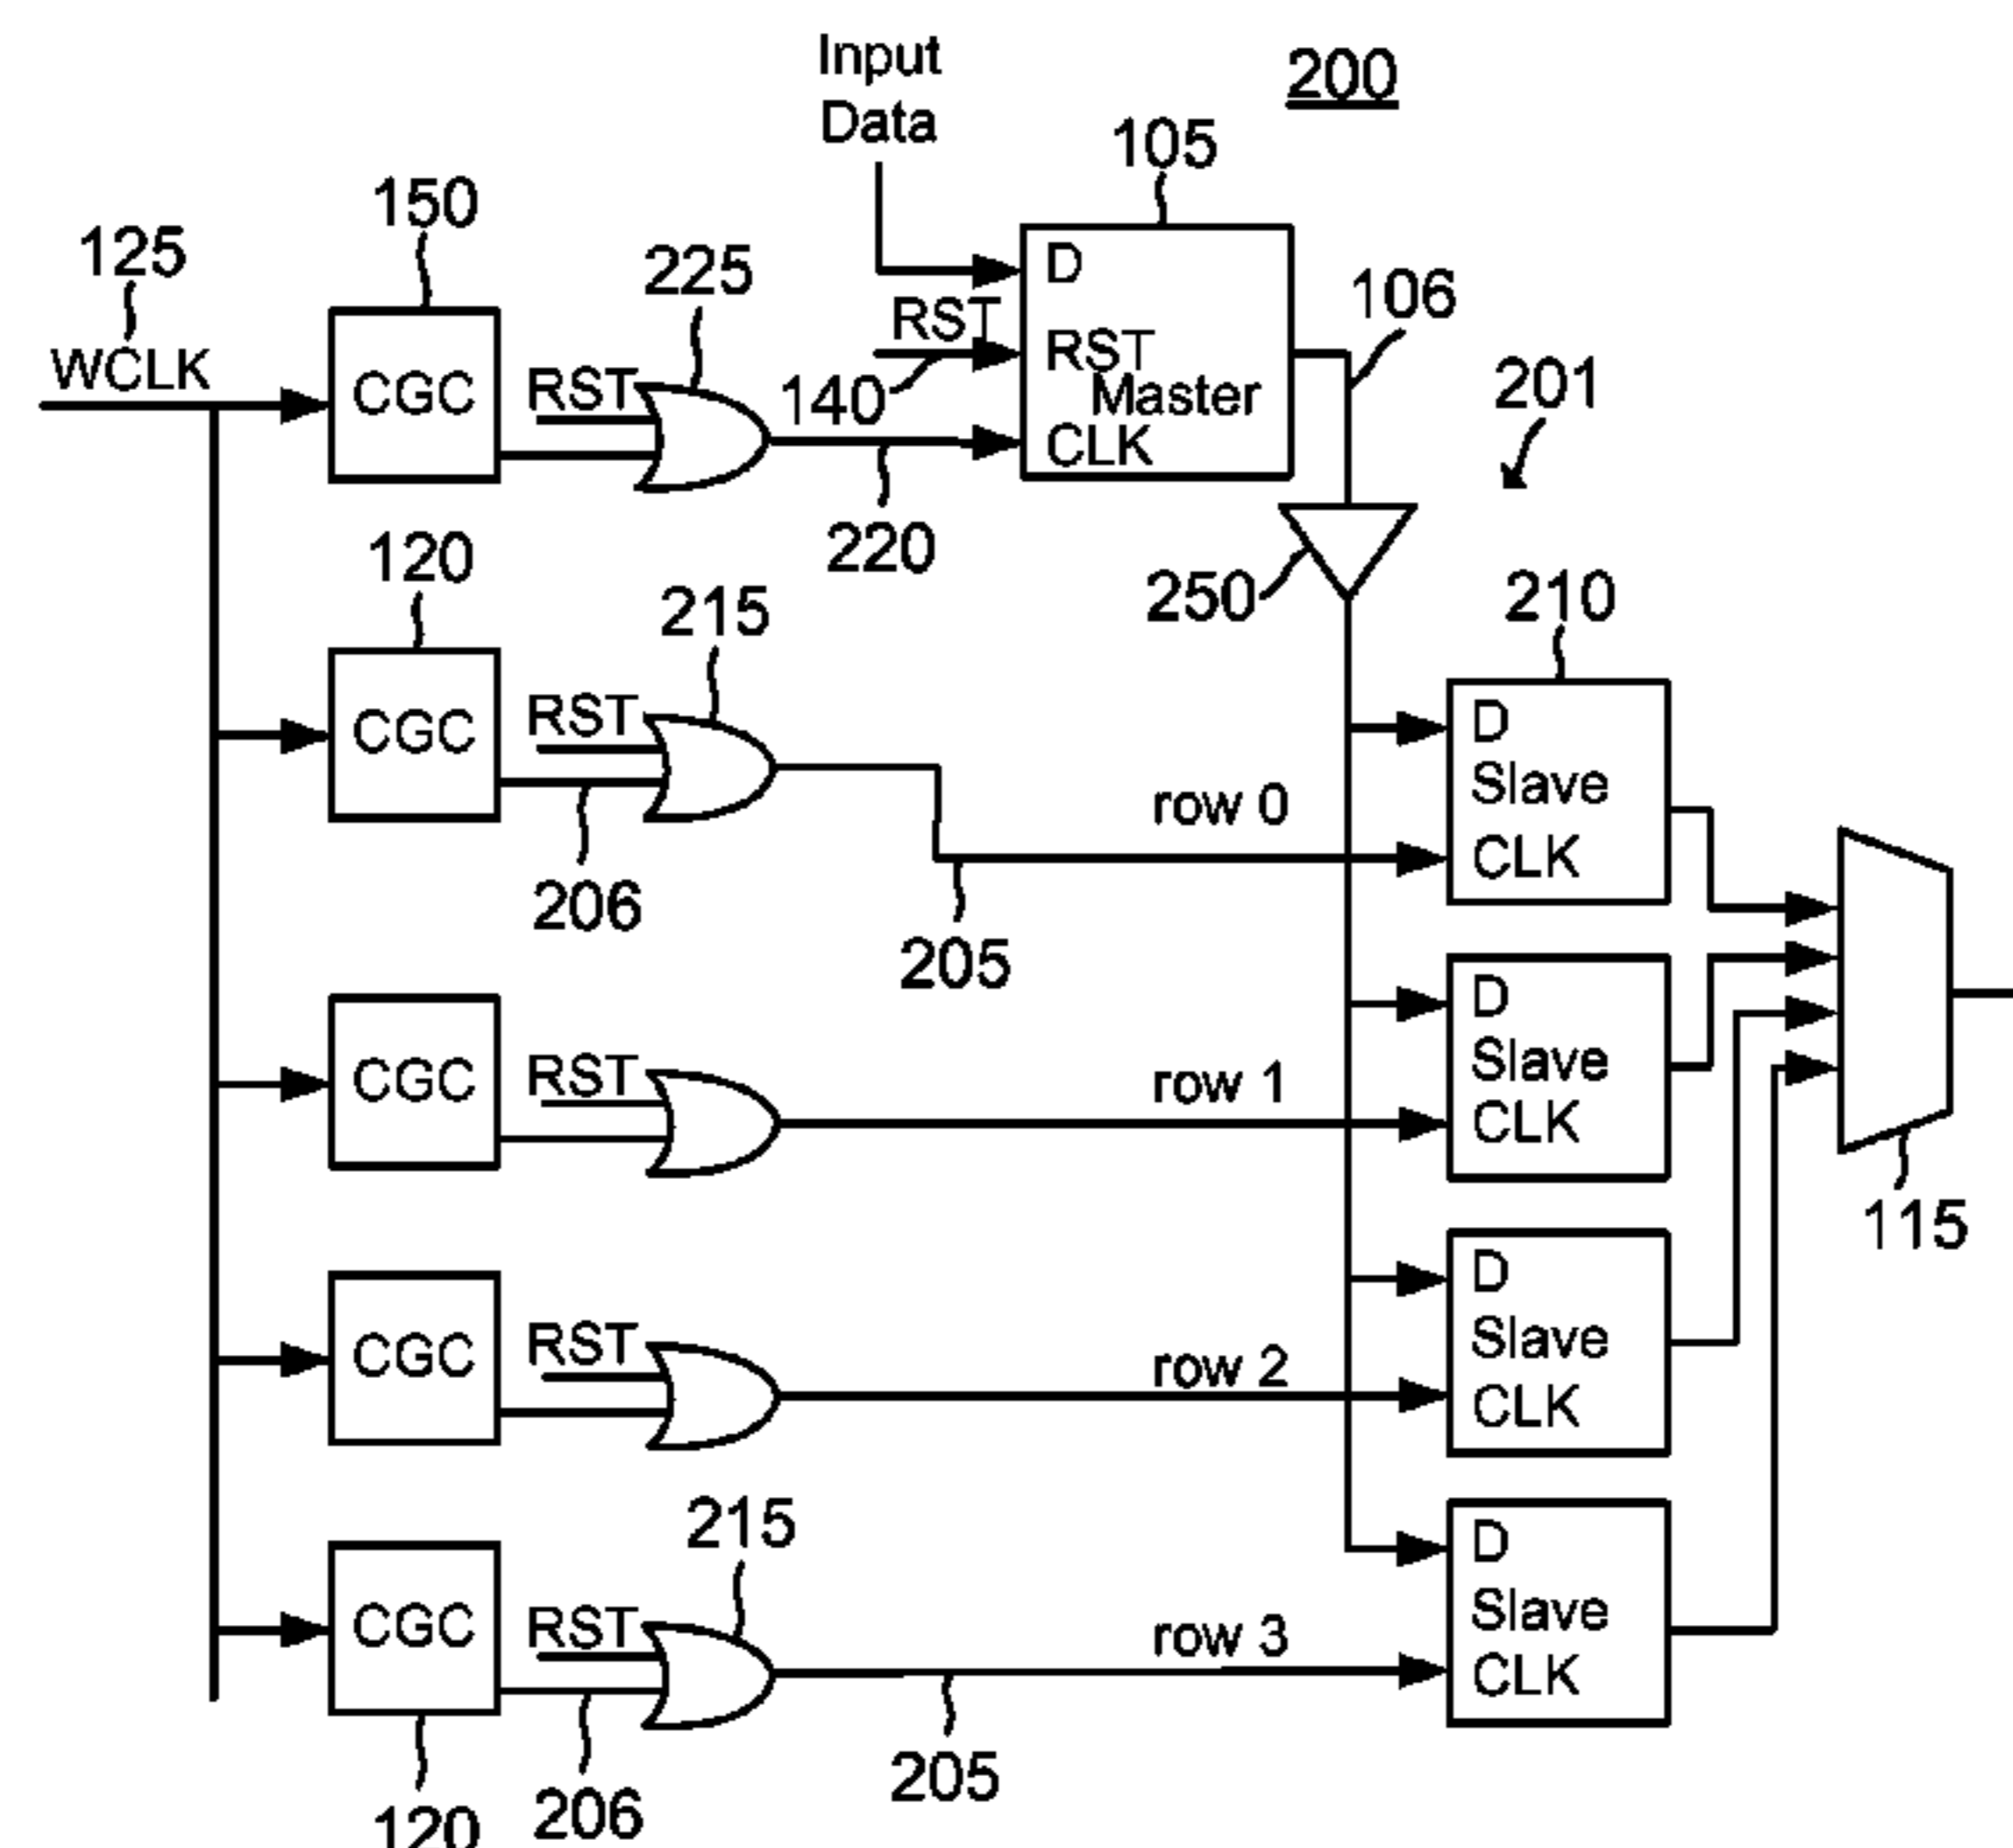 Input
Data
200
105
150
125
225
D
RST
106
WCLK
CGC
RST
RST
140
Master
201
CLK
220
120
215
250
210
CGC
RST
D
Slave
row 0
CLK
206
205
D
CGC
RST
row 1
Slave
CLK
115
D
CGC
RST
row 2
Slave
CLK
215
D
CGC
RST
row 3
Slave
CLK
205
120
206